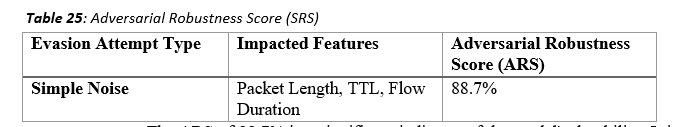 Table 25: Adversarial Robustness Score (SRS)
Evasion Attempt Type
Impacted Features
Adversarial Robustness
Score (ARS)
Simple Noise
Packet Length, TTL, Flow
Duration
88.7%